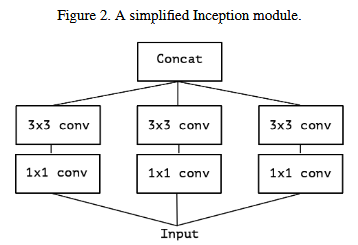 Figure 2. A simplified Inception module.
Concat
3x3 conv 3x3 conv 3x3 conv
1x1 conv 1x1 conv 1x1 conv
Input